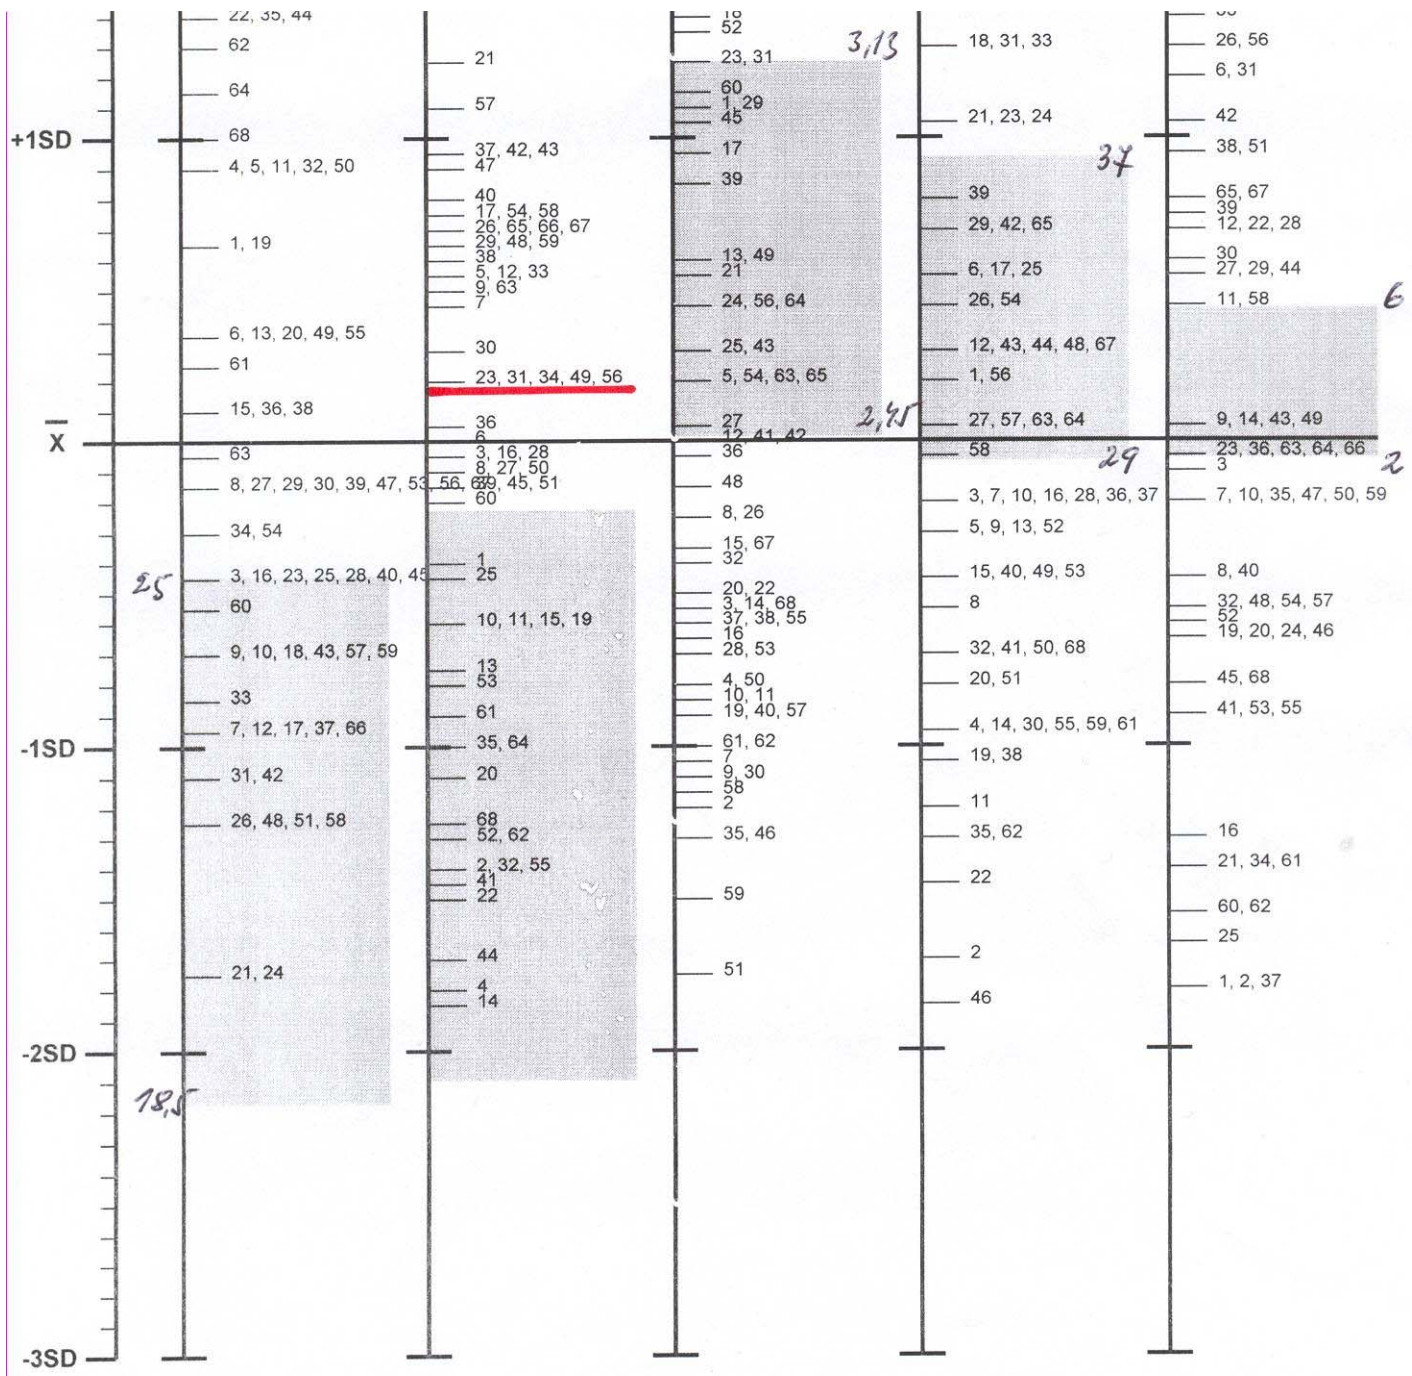 22, 35, 44
62
64
68
+1SD
4, 5, 11, 32, 50
1, 19
6, 13, 20, 49, 55
61
15, 36, 38
X
63
8, 27, 29, 30, 39, 47, 53, 56, 67
34, 54
25
3, 16, 23, 25, 28, 40, 45
60
9, 10, 18, 43, 57, 59
33
7, 12, 17, 37, 66
-1SD
31, 42
26, 48, 51, 58
21, 24
-2SD
18,5
-3SD
21
57
37, 42, 43
47
40
17, 54, 58
26, 65, 66, 67
29, 48, 59
38
5, 12, 33
9, 63
7
30
23, 31, 34, 49, 56
36
6
3, 16, 28
8, 27, 50
39, 45, 51
60
1
25
10, 11, 15, 19
13
53
61
35, 64
20
68
52, 62
2, 32, 55
41
22
44
4
14
52
3,13
23, 31
60
1, 29
45
17
39
13, 49
21
24, 56, 64
25, 43
5, 54, 63, 65
2,45
27
12, 41, 42
36
48
8, 26
15, 67
32
20, 22
3, 14, 68
37, 38, 55
16
28, 53
4, 50
10, 11
19, 40, 57
61, 62
7
9, 30
58
2
35, 46
59
51
18, 31, 33
21, 23, 24
37
39
29, 42, 65
6, 17, 25
26, 54
12, 43, 44, 48, 67
1, 56
27, 57, 63, 64
58
29
3, 7, 10, 16, 28, 36, 37
5, 9, 13, 52
15, 40, 49, 53
8
32, 41, 50, 68
20, 51
4, 14, 30, 55, 59, 61
19, 38
11
35, 62
22
2
46
26, 56
6, 31
42
38, 51
65, 67
39
12, 22, 28
30
27, 29, 44
11, 58
6
9, 14, 43, 49
23, 36, 63, 64, 66
2
3
7, 10, 35, 47, 50, 59
8, 40
32, 48, 54, 57
52
19, 20, 24, 46
45, 68
41, 53, 55
16
21, 34, 61
60, 62
25
1, 2, 37